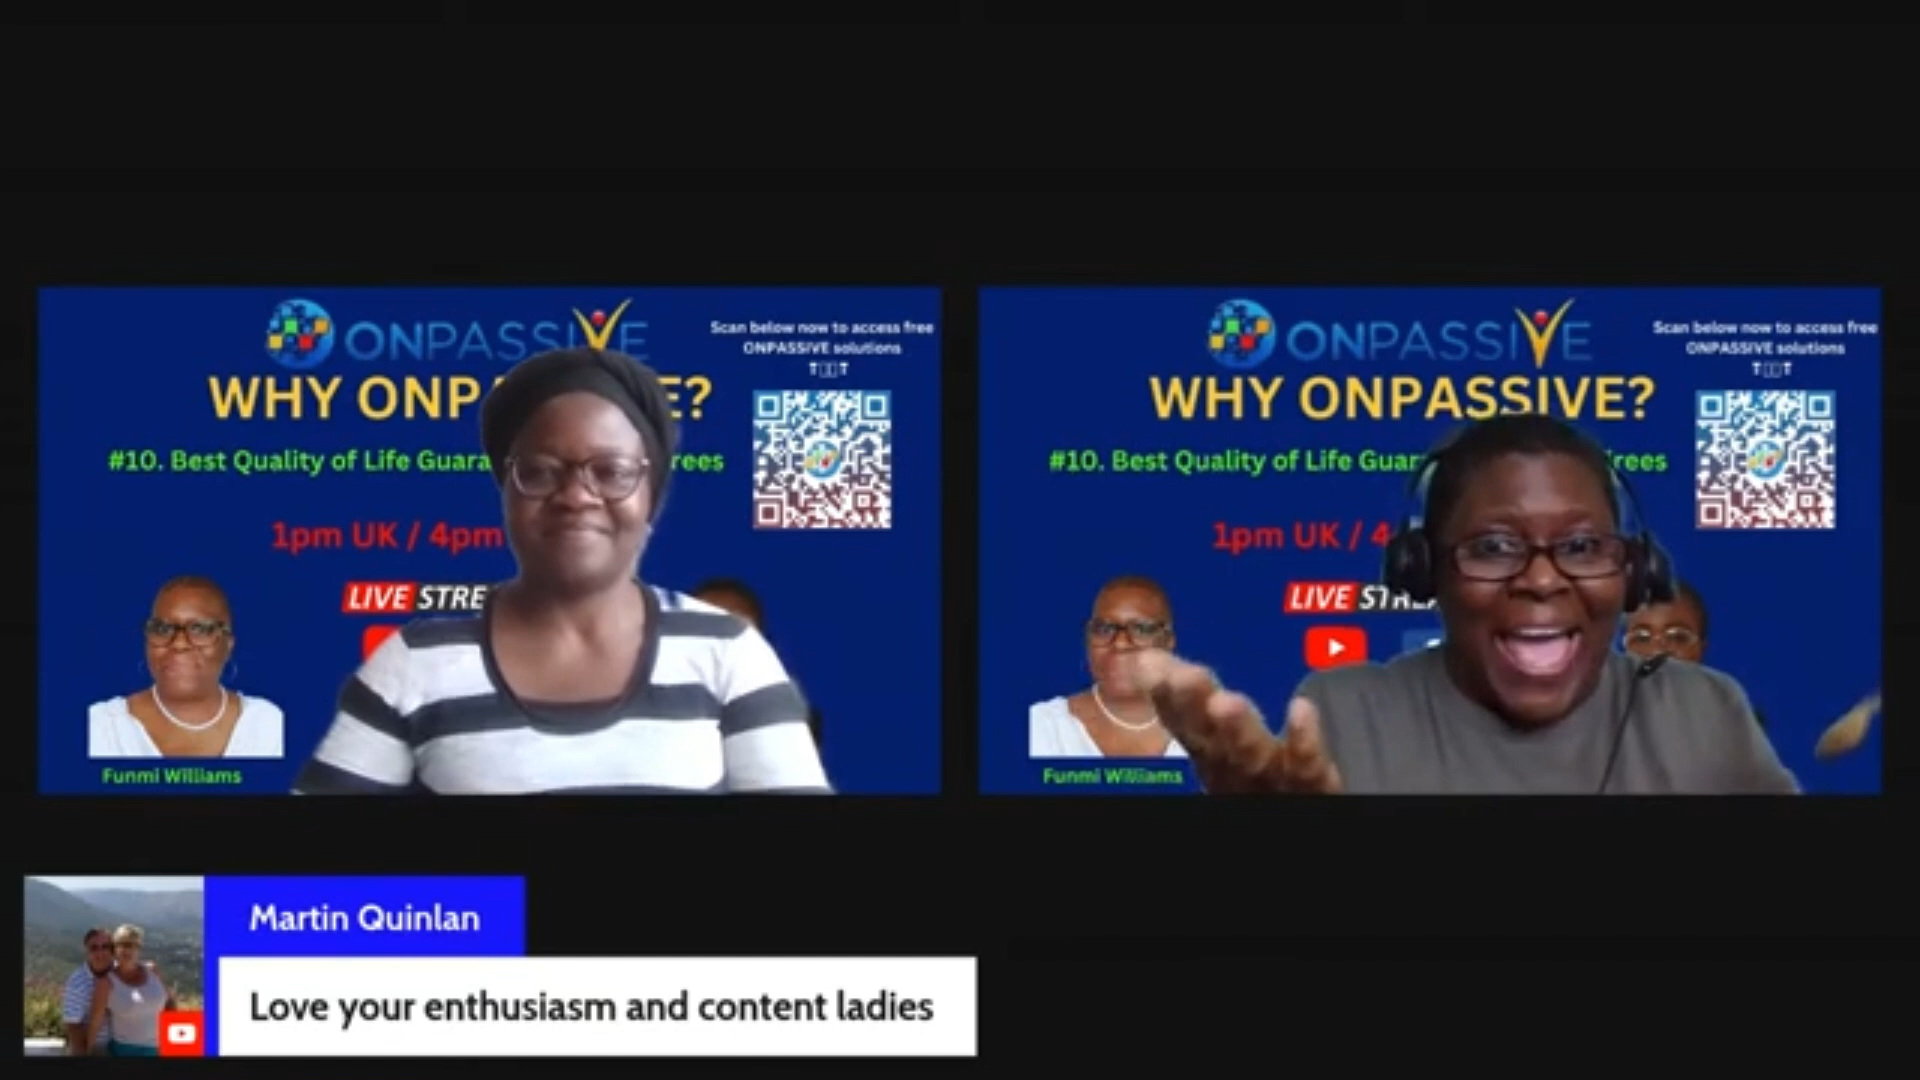 ONPASSIVE
WHY ONP E?
#10. Best Quality of Life Guara rees
1pm UK / 4pm
LIVE STRE
Scan below now to access free
ONPASSIVE solutions
Funmi Williams
ONPASSIVE
WHY ONPASSIVE?
#10. Best Quality of Life Guar rees
1pm UK / 4
LIVE STREA
Scan below now to access free
ONPASSIVE solutions
Funmi Williams
Martin Quinlan
Love your enthusiasm and content ladies